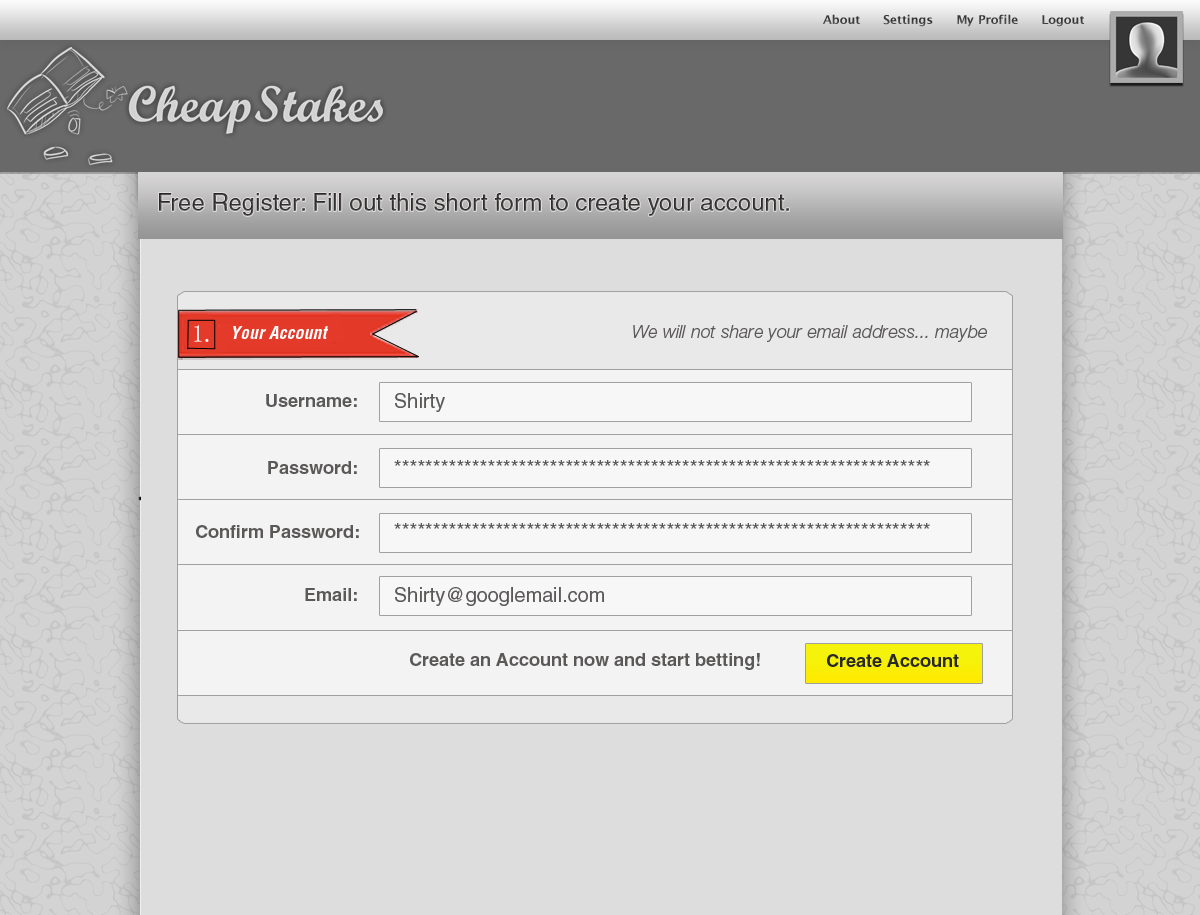 About Settings My Profile Logout
CheapStakes
Free Register: Fill out this short form to create your account.
1. Your Account We will not share your email address... maybe
Username: Shirty
Password: *********************************************************************
Confirm Password: *********************************************************************
Email: Shirty@googlemail.com
Create an Account now and start betting! Create Account